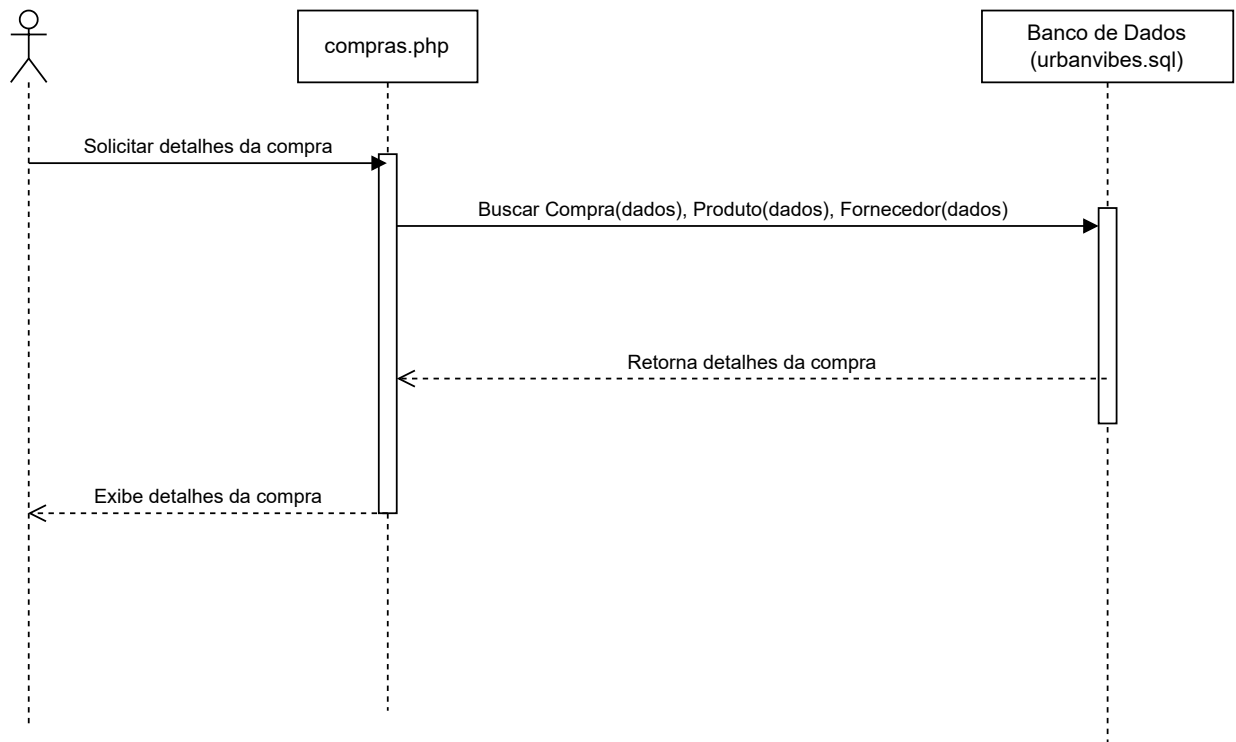 compras.php
Banco de Dados
(urbanvibes.sql)
Solicitar detalhes da compra
Buscar Compra(dados), Produto(dados), Fornecedor(dados)
Retorna detalhes da compra
Exibe detalhes da compra